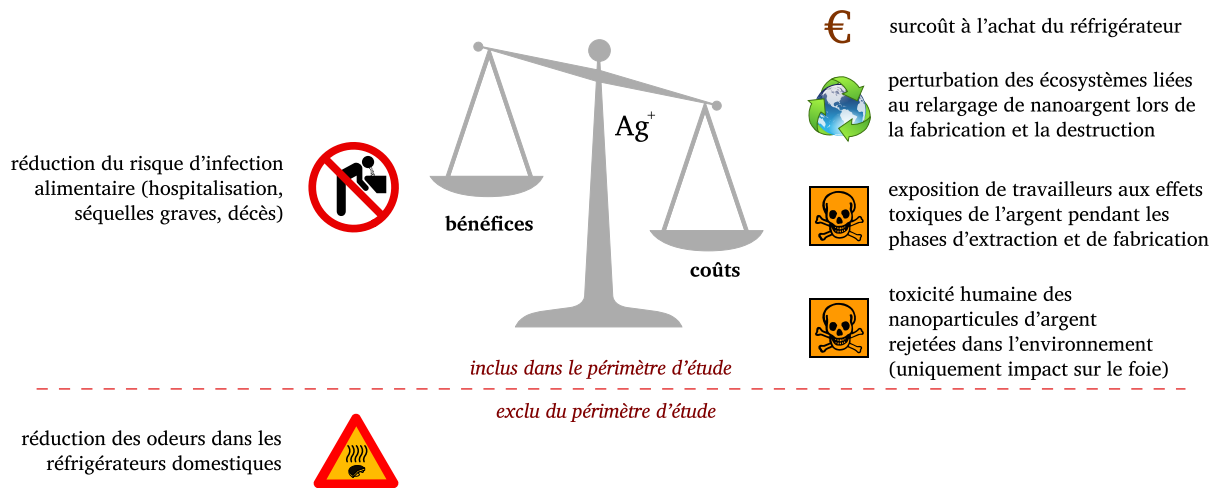 réduction du risque d'infection
alimentaire (hospitalisation,
séquelles graves, décès)
bénéfices
Ag+
coûts
€
surcoût à l'achat du réfrigérateur
perturbation des écosystèmes liées
au relargage de nanoargent lors de
la fabrication et la destruction
exposition de travailleurs aux effets
toxiques de l'argent pendant les
phases d'extraction et de fabrication
toxicité humaine des
nanoparticules d'argent
rejetées dans l'environnement
(uniquement impact sur le foie)
inclus dans le périmètre d'étude
exclu du périmètre d'étude
réduction des odeurs dans les
réfrigérateurs domestiques